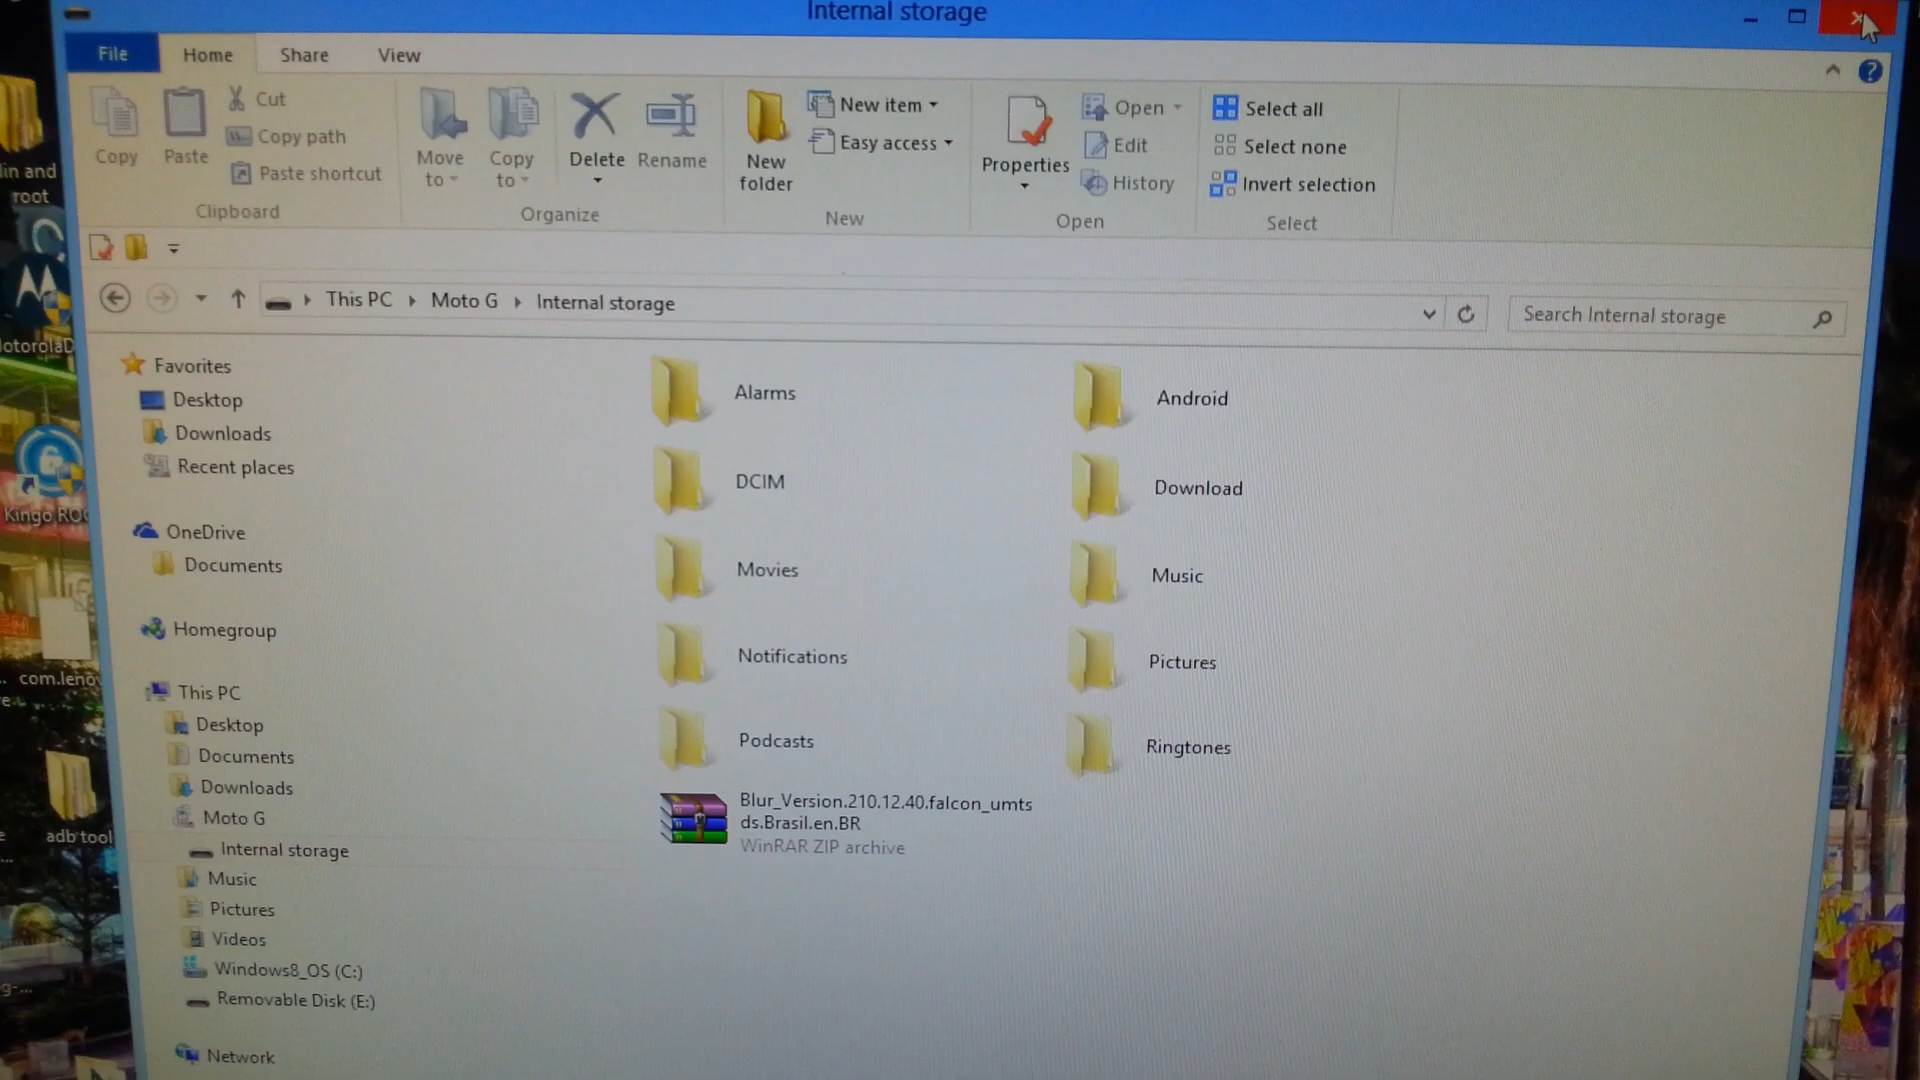 Internal storage
File Home Share View
Copy
Paste
Cut
Copy path
Paste shortcut
Clipboard
Move to
Copy to
Delete
Rename
Organize
New folder
New item
Easy access
New
Properties
Open
Edit
History
Open
Select all
Select none
Invert selection
Select
This PC Moto G Internal storage
Search Internal storage
Favorites
Desktop
Downloads
Recent places
OneDrive
Documents
Homegroup
This PC
Desktop
Documents
Downloads
Moto G
Internal storage
Music
Pictures
Videos
Windows8_OS (C:)
Removable Disk (E:)
Network
Alarms
Android
DCIM
Download
Movies
Music
Notifications
Pictures
Podcasts
Ringtones
Blur_Version.210.12.40.falcon_umts
ds.Brasil.en.BR
WinRAR ZIP archive
and
root
Kingo
adb tool